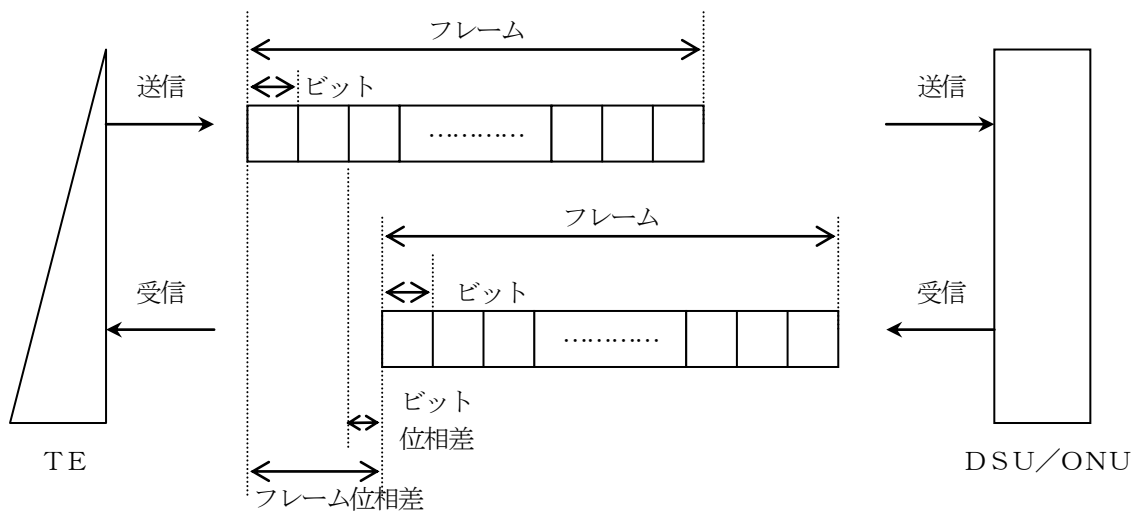 フレーム
送信
ビット
…………
送信
フレーム
受信
ビット
受信
…………
ビット
位相差
TE
DSU／ONU
フレーム位相差